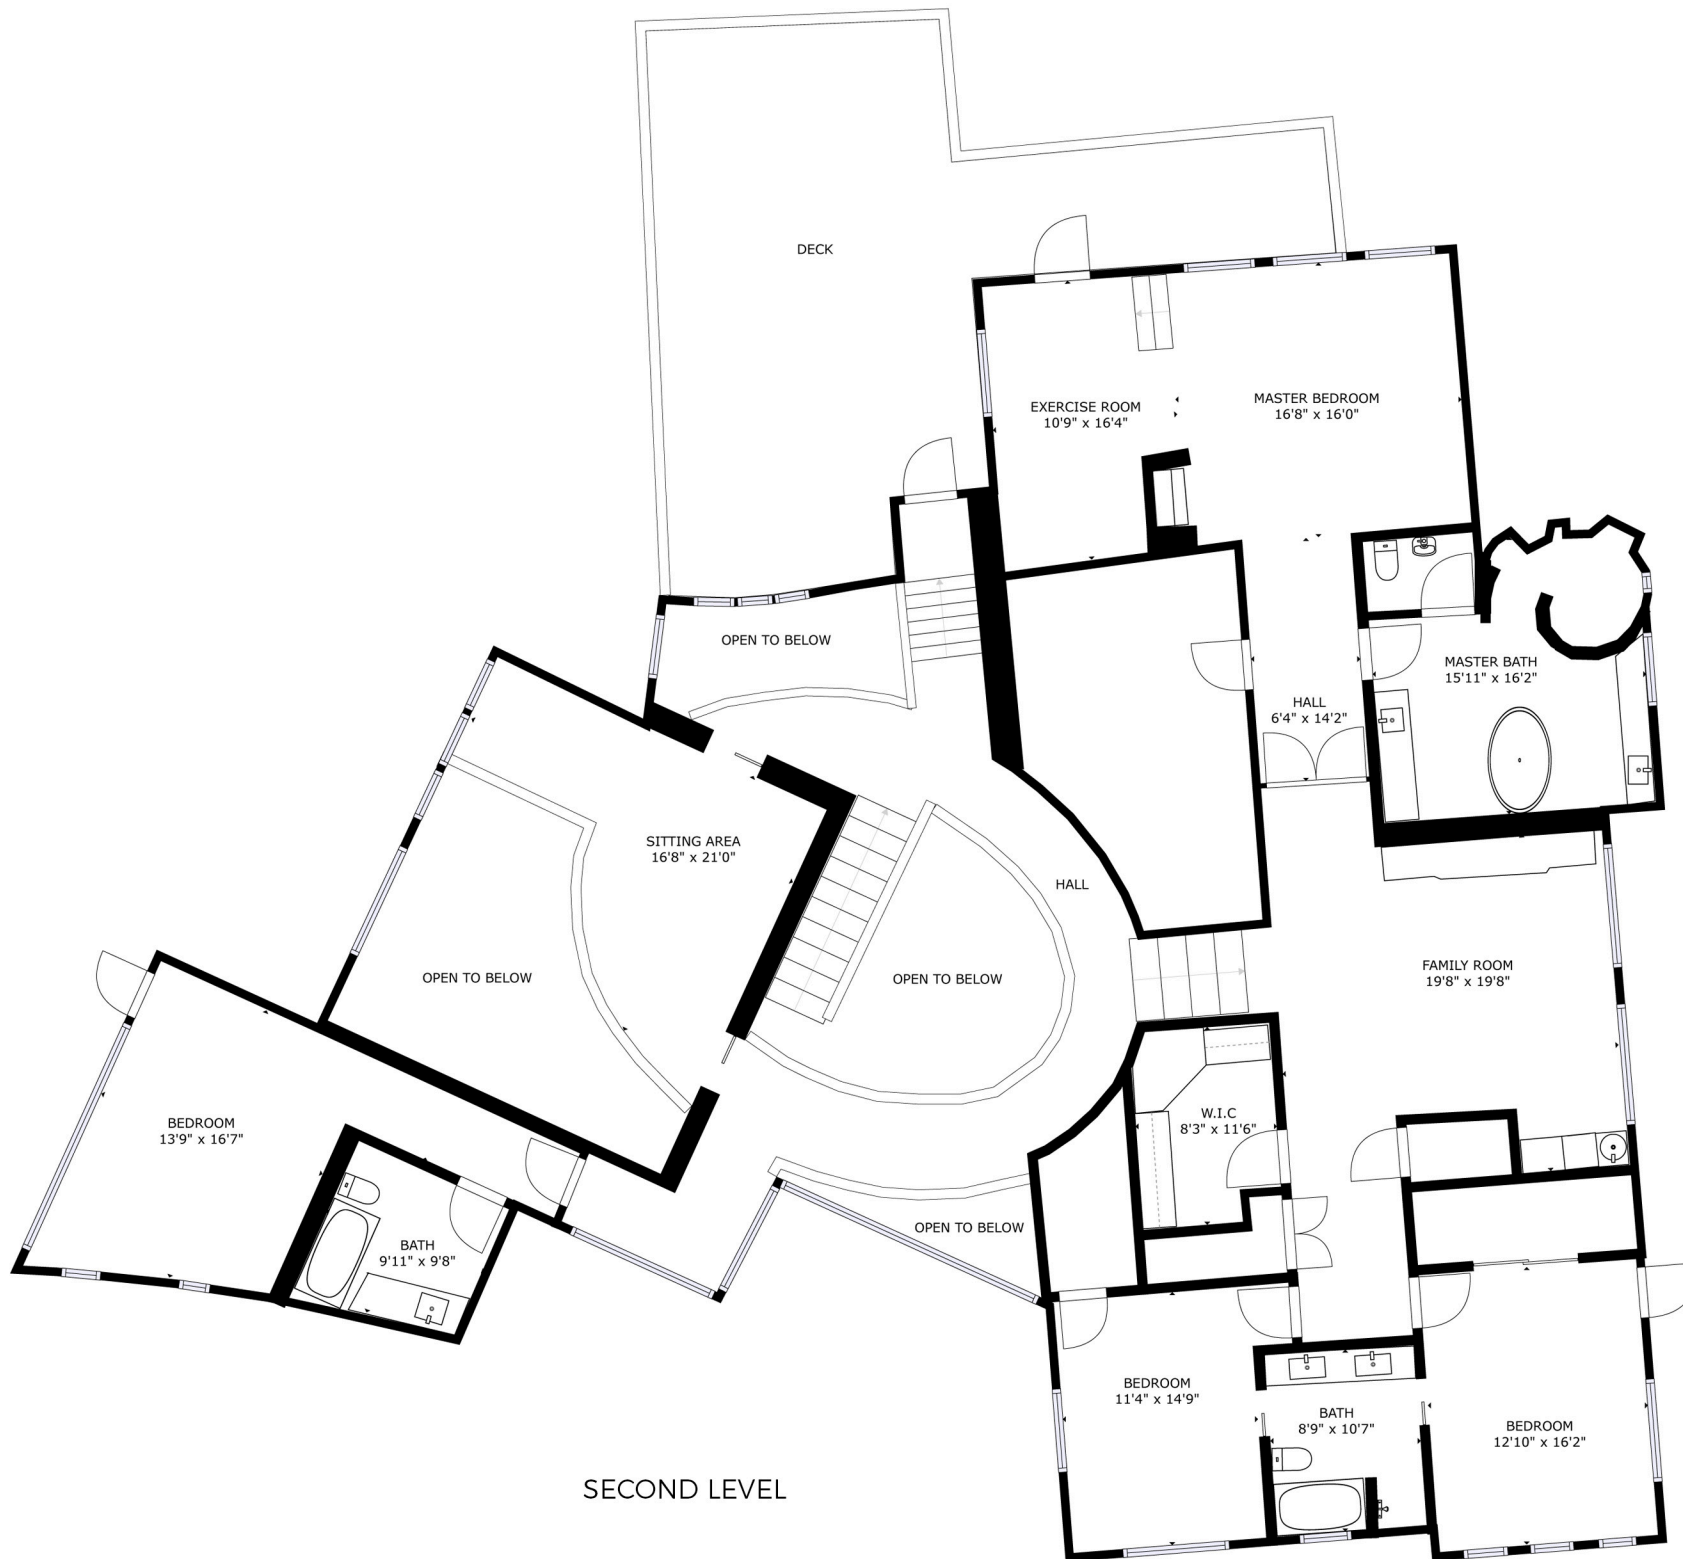 DECK
EXERCISE ROOM
10'9" x 16'4"
MASTER BEDROOM
16'8" x 16'0"
OPEN TO BELOW
MASTER BATH
15'11" x 16'2"
HALL
6'4" x 14'2"
SITTING AREA
16'8" x 21'0"
HALL
OPEN TO BELOW
OPEN TO BELOW
FAMILY ROOM
19'8" x 19'8"
BEDROOM
13'9" x 16'7"
W.I.C
8'3" x 11'6"
BATH
9'11" x 9'8"
OPEN TO BELOW
BEDROOM
11'4" x 14'9"
BATH
8'9" x 10'7"
BEDROOM
12'10" x 16'2"
SECOND LEVEL